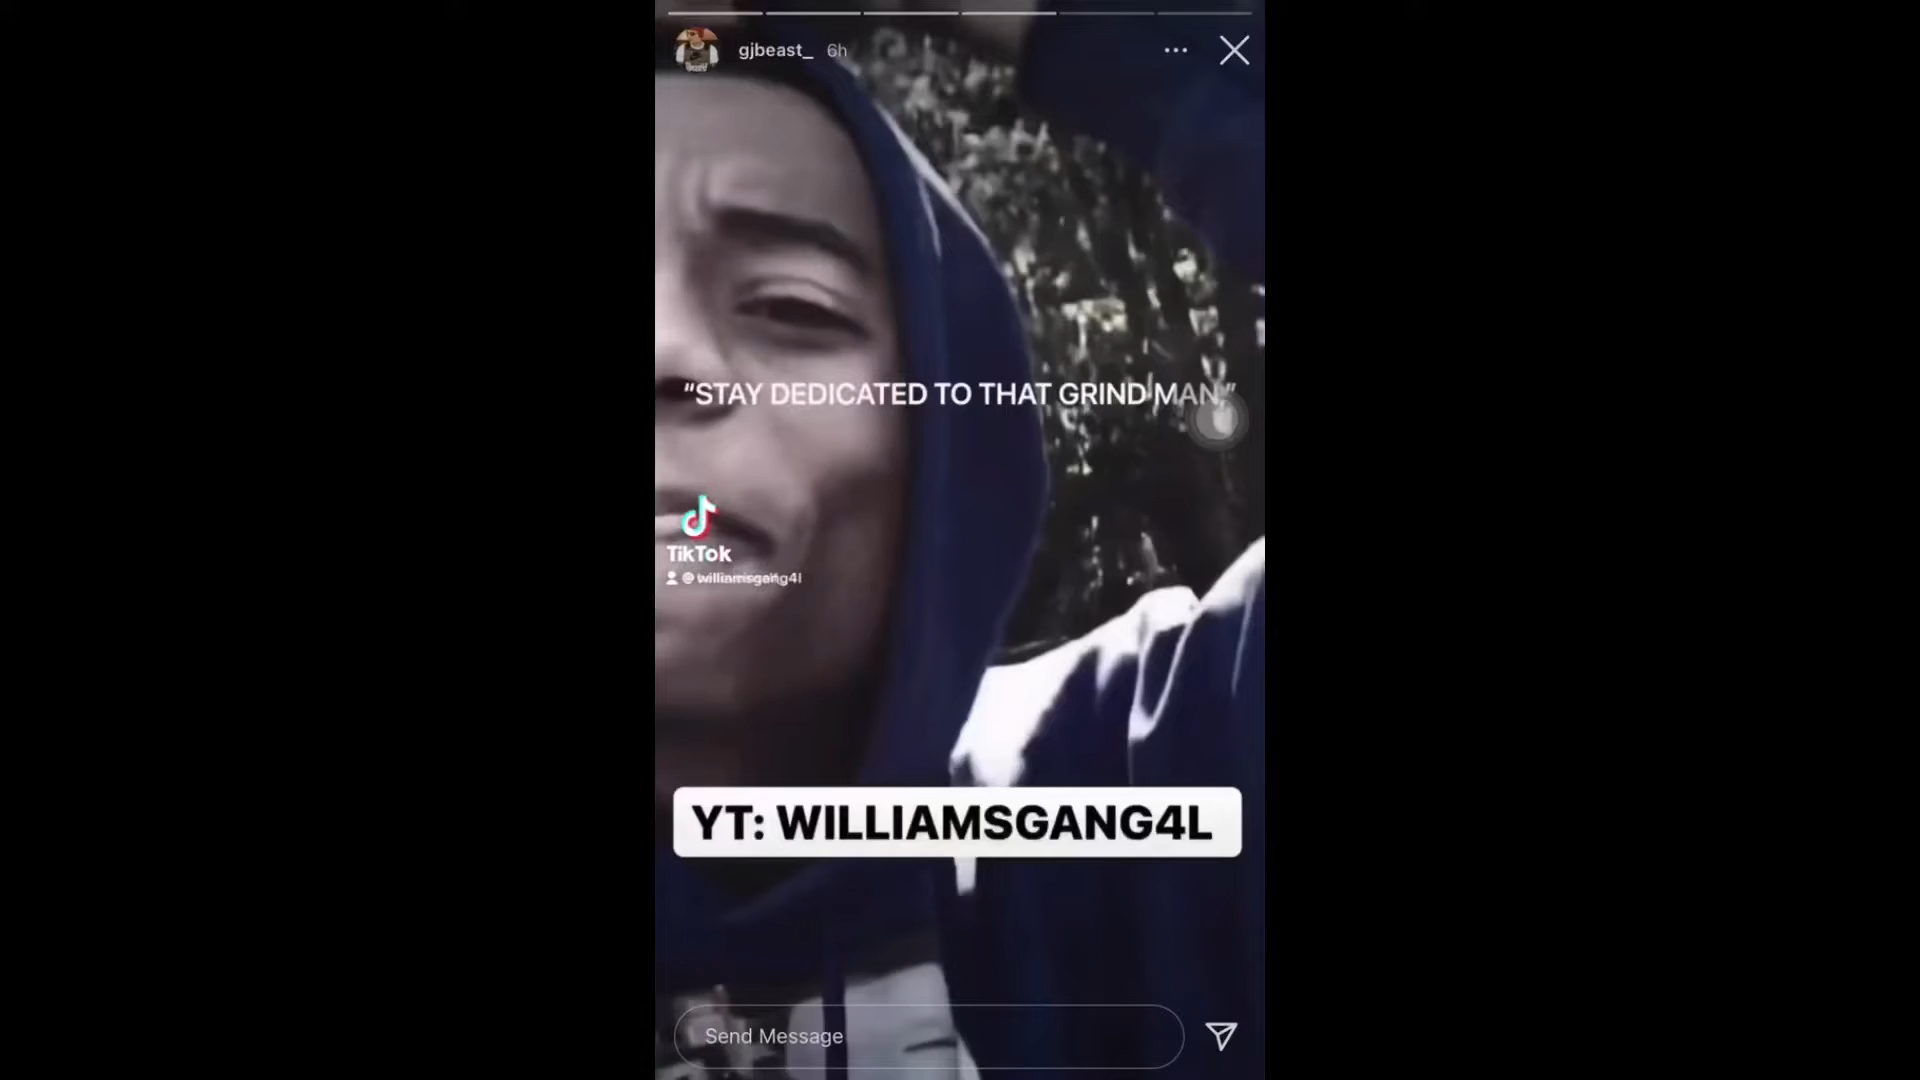 gjbeast_ 6h
“STAY DEDICATED TO THAT GRIND MAN.”
TikTok
@williamsgang4l
YT: WILLIAMSGANG4L
Send Message